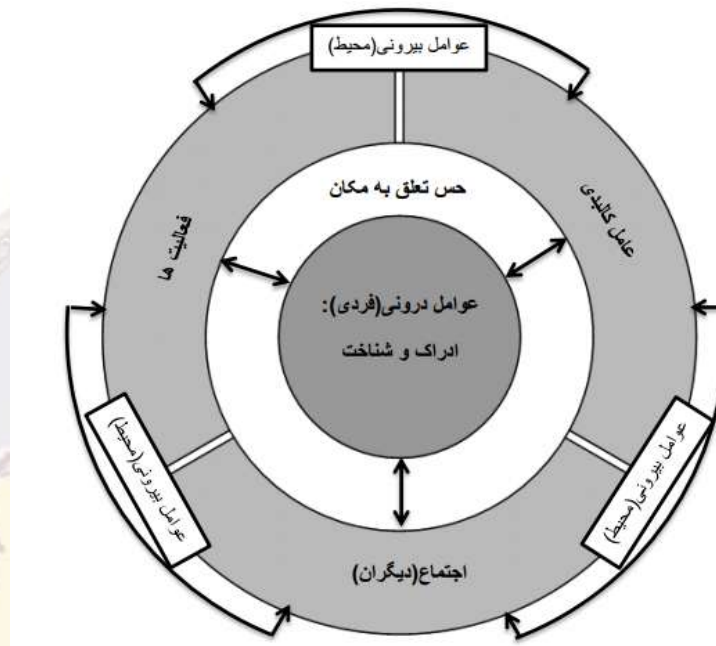 عوامل بیرونی(محیط)
حس تعلق به مکان
عامل کالبدی
فعالیت ها
عوامل درونی(فردی):
ادراک و شناخت
عوامل بیرونی(محیط)
عوامل بیرونی(محیط)
اجتماع(دیگران)